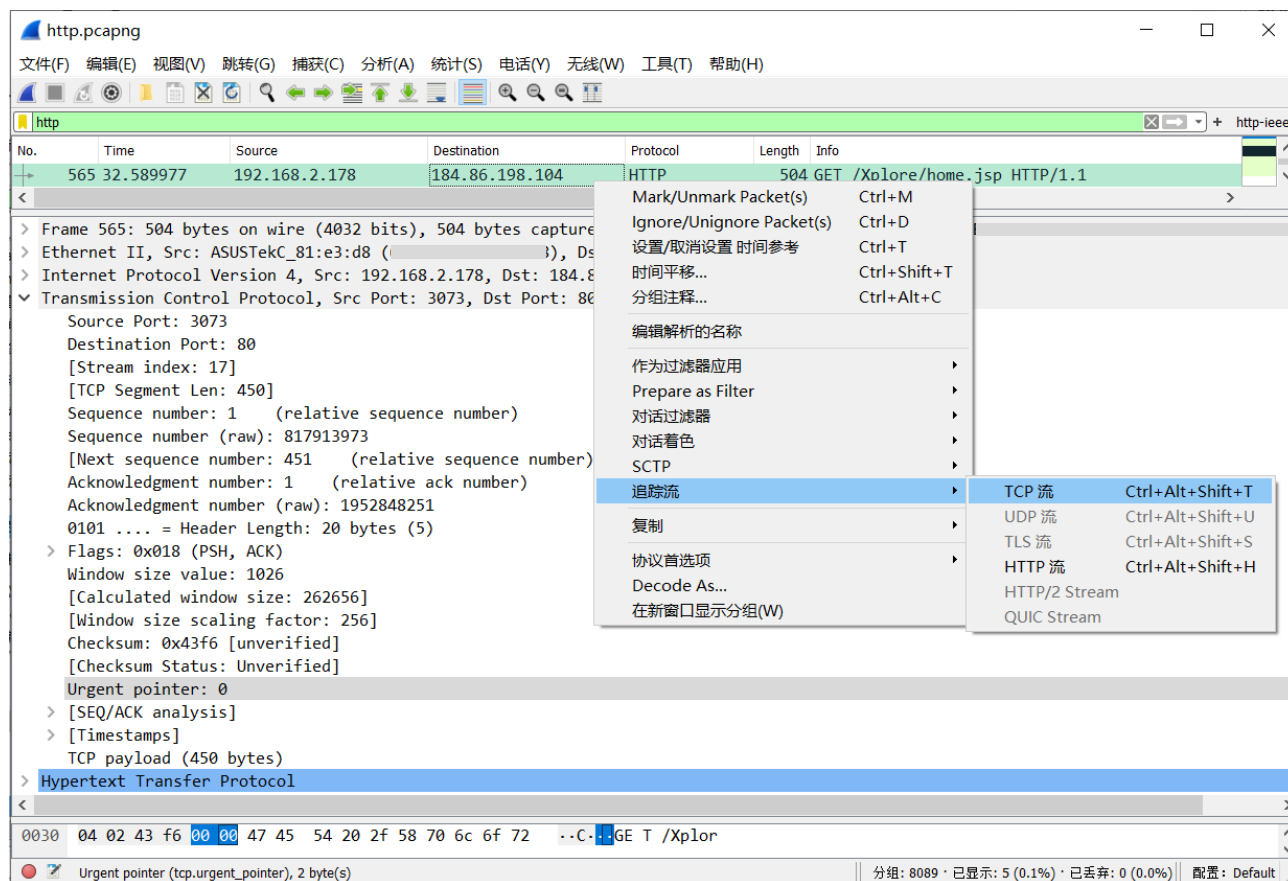 http.pcapng
文件(F) 编辑(E) 视图(V) 跳转(G) 捕获(C) 分析(A) 统计(S) 电话(Y) 无线(W) 工具(T) 帮助(H)
http + http-ieee
No. Time Source Destination Protocol Length Info
565 32.589977 192.168.2.178 184.86.198.104 HTTP 504 GET /Xplore/home.jsp HTTP/1.1
Frame 565: 504 bytes on wire (4032 bits), 504 bytes capture
Ethernet II, Src: ASUSTekC_81:e3:d8 ( ), Ds
Internet Protocol Version 4, Src: 192.168.2.178, Dst: 184.8
Transmission Control Protocol, Src Port: 3073, Dst Port: 80
Source Port: 3073
Destination Port: 80
[Stream index: 17]
[TCP Segment Len: 450]
Sequence number: 1 (relative sequence number)
Sequence number (raw): 817913973
[Next sequence number: 451 (relative sequence number)
Acknowledgment number: 1 (relative ack number)
Acknowledgment number (raw): 1952848251
0101 .... = Header Length: 20 bytes (5)
Flags: 0x018 (PSH, ACK)
Window size value: 1026
[Calculated window size: 262656]
[Window size scaling factor: 256]
Checksum: 0x43f6 [unverified]
[Checksum Status: Unverified]
Urgent pointer: 0
[SEQ/ACK analysis]
[Timestamps]
TCP payload (450 bytes)
Hypertext Transfer Protocol
Mark/Unmark Packet(s) Ctrl+M
Ignore/Unignore Packet(s) Ctrl+D
设置/取消设置 时间参考 Ctrl+T
时间平移... Ctrl+Shift+T
分组注释... Ctrl+Alt+C
编辑解析的名称
作为过滤器应用
Prepare as Filter
对话过滤器
对话着色
SCTP
追踪流
复制
协议首选项
Decode As...
在新窗口显示分组(W)
TCP 流 Ctrl+Alt+Shift+T
UDP 流 Ctrl+Alt+Shift+U
TLS 流 Ctrl+Alt+Shift+S
HTTP 流 Ctrl+Alt+Shift+H
HTTP/2 Stream
QUIC Stream
0030 04 02 43 f6 00 00 47 45 54 20 2f 58 70 6c 6f 72 ··C···GE T /Xplor
Urgent pointer (tcp.urgent_pointer), 2 byte(s) 分组: 8089 · 已显示: 5 (0.1%) · 已丢弃: 0 (0.0%) 配置: Default